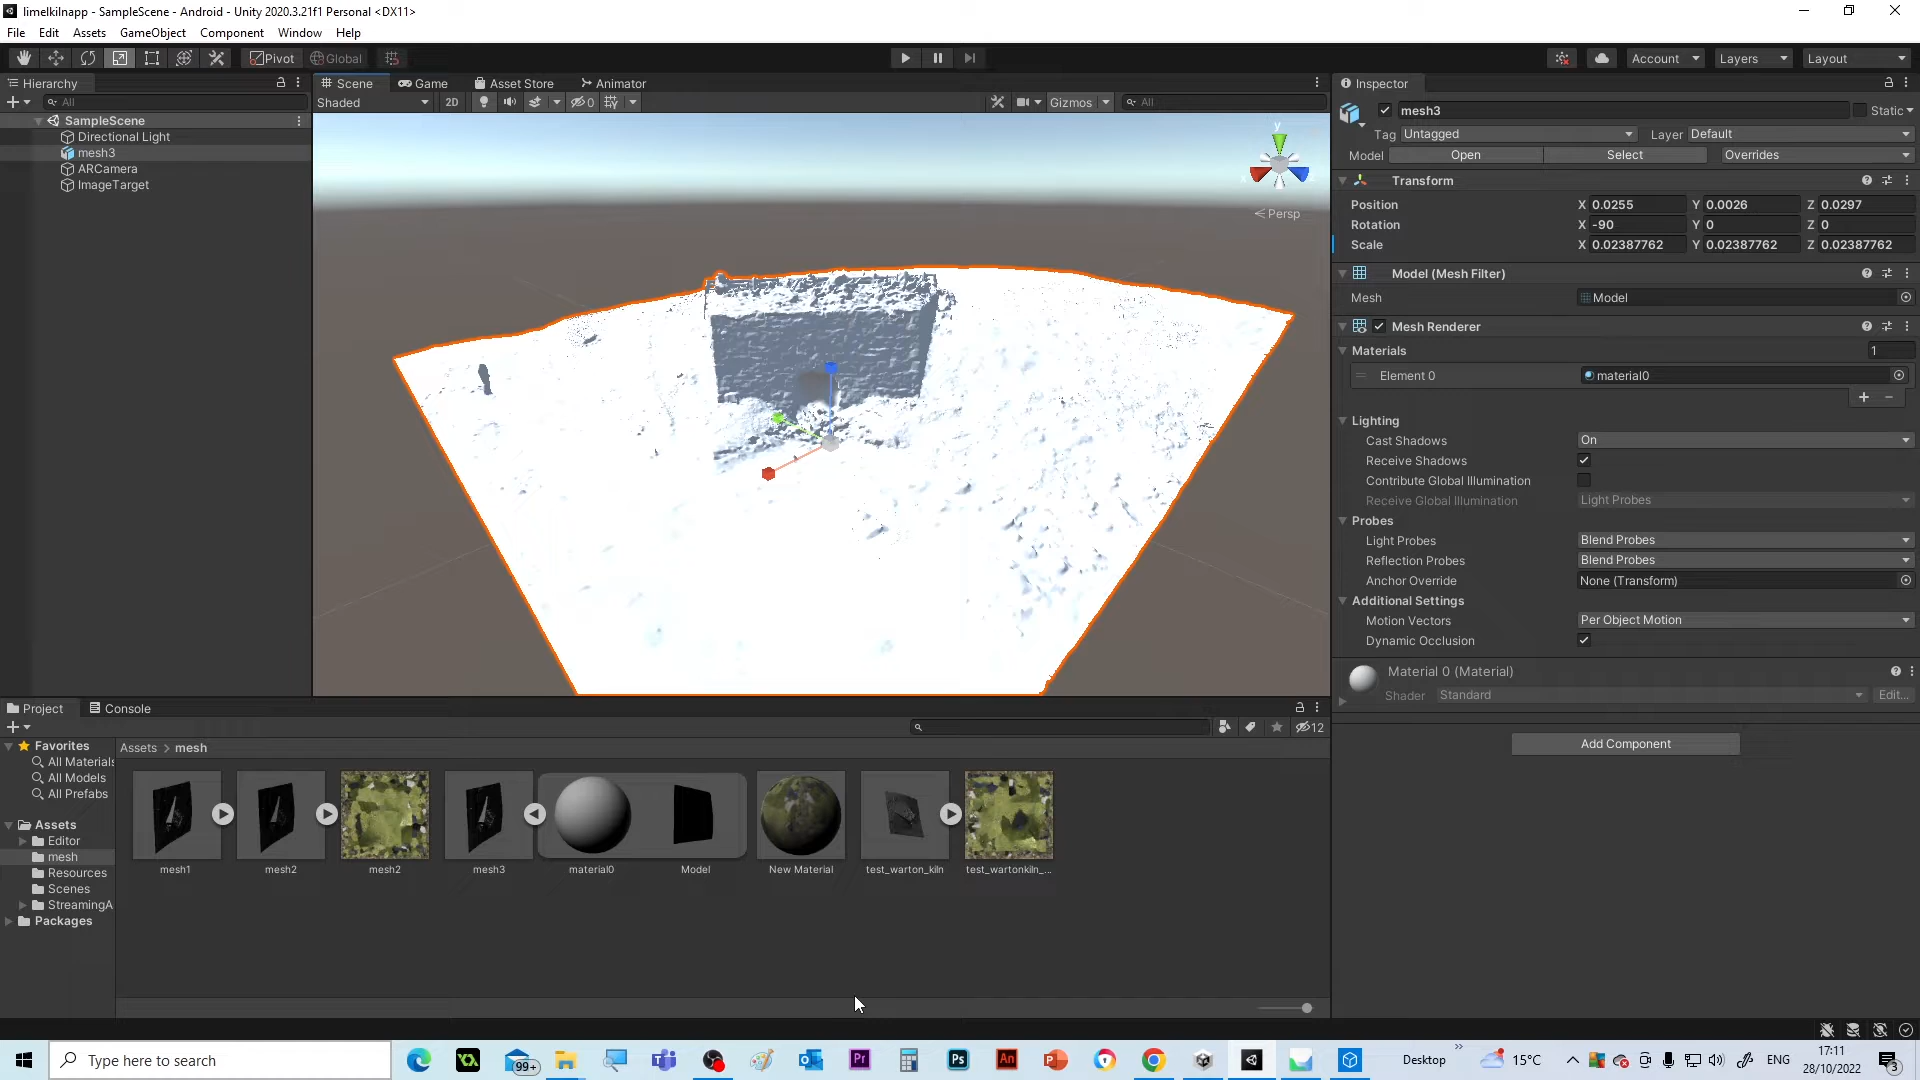 limelkilnapp - SampleScene - Android - Unity 2020.3.21f1 Personal <DX11>
File Edit Assets GameObject Component Window Help
Pivot Global Account Layers Layout
Hierarchy
All
SampleScene
Directional Light
mesh3
ARCamera
ImageTarget
Scene Game Asset Store Animator
Shaded 2D 0 Gizmos All
y
x
Persp
Inspector
mesh3 Static
Tag Untagged Layer Default
Model Open Select Overrides
Transform
Position X 0.0255 Y 0.0026 Z 0.0297
Rotation X -90 Y 0 Z 0
Scale X 0.02387762 Y 0.02387762 Z 0.02387762
Model (Mesh Filter)
Mesh Model
Mesh Renderer
Materials 1
Element 0 material0
Lighting
Cast Shadows On
Receive Shadows
Contribute Global Illumination
Receive Global Illumination Light Probes
Probes
Light Probes Blend Probes
Reflection Probes Blend Probes
Anchor Override None (Transform)
Additional Settings
Motion Vectors Per Object Motion
Dynamic Occlusion
Material 0 (Material)
Shader Standard Edit...
Add Component
Project Console
12
Favorites
All Materials
All Models
All Prefabs
Assets
Editor
mesh
Resources
Scenes
StreamingA
Packages
Assets > mesh
mesh1 mesh2 mesh2 mesh3 material0 Model New Material test_warton_kiln test_wartonkiln_...
Type here to search
99+
Pr
Ps
An
Desktop
15°C
ENG
17:11
28/10/2022
3